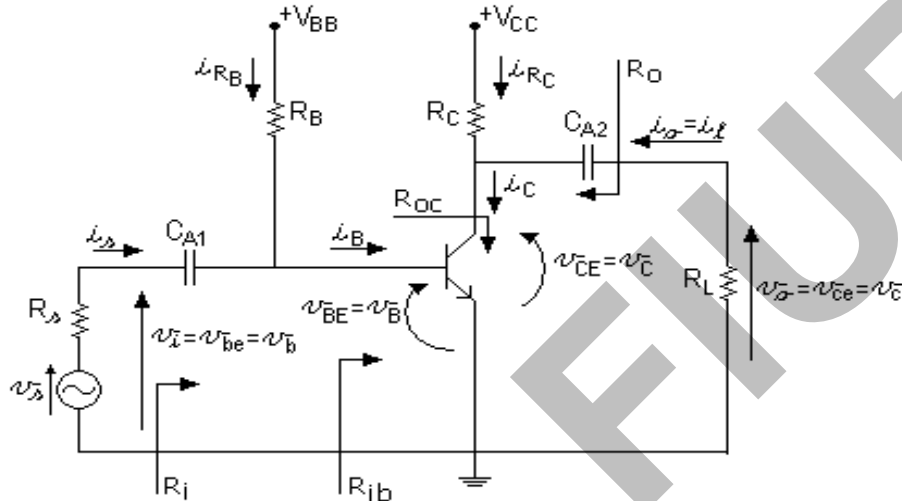 +V_BB
+V_CC
i_RB
i_RC
R_O
R_B
R_C
C_A2
i_o=i_l
i_C
R_OC
i_s
C_A1
i_B
v_CE=v_C
R_L
v_o=v_ce=v_c
R_s
v_BE=v_B
v_i=v_be=v_b
v_s
R_i
R_ib
FIUB